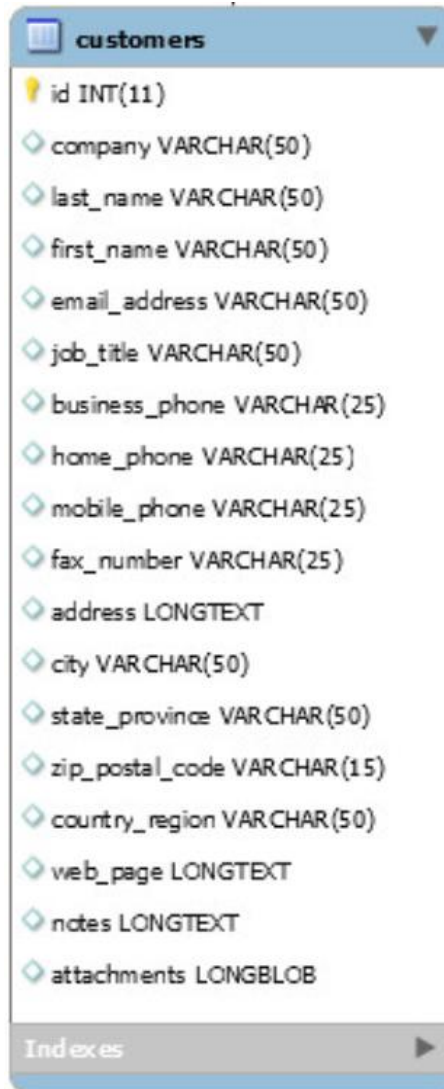 customers
id INT(11)
company VARCHAR(50)
last_name VARCHAR(50)
first_name VARCHAR(50)
email_address VARCHAR(50)
job_title VARCHAR(50)
business_phone VARCHAR(25)
home_phone VARCHAR(25)
mobile_phone VARCHAR(25)
fax_number VARCHAR(25)
address LONGTEXT
city VARCHAR(50)
state_province VARCHAR(50)
zip_postal_code VARCHAR(15)
country_region VARCHAR(50)
web_page LONGTEXT
notes LONGTEXT
attachments LONGBLOB
Indexes